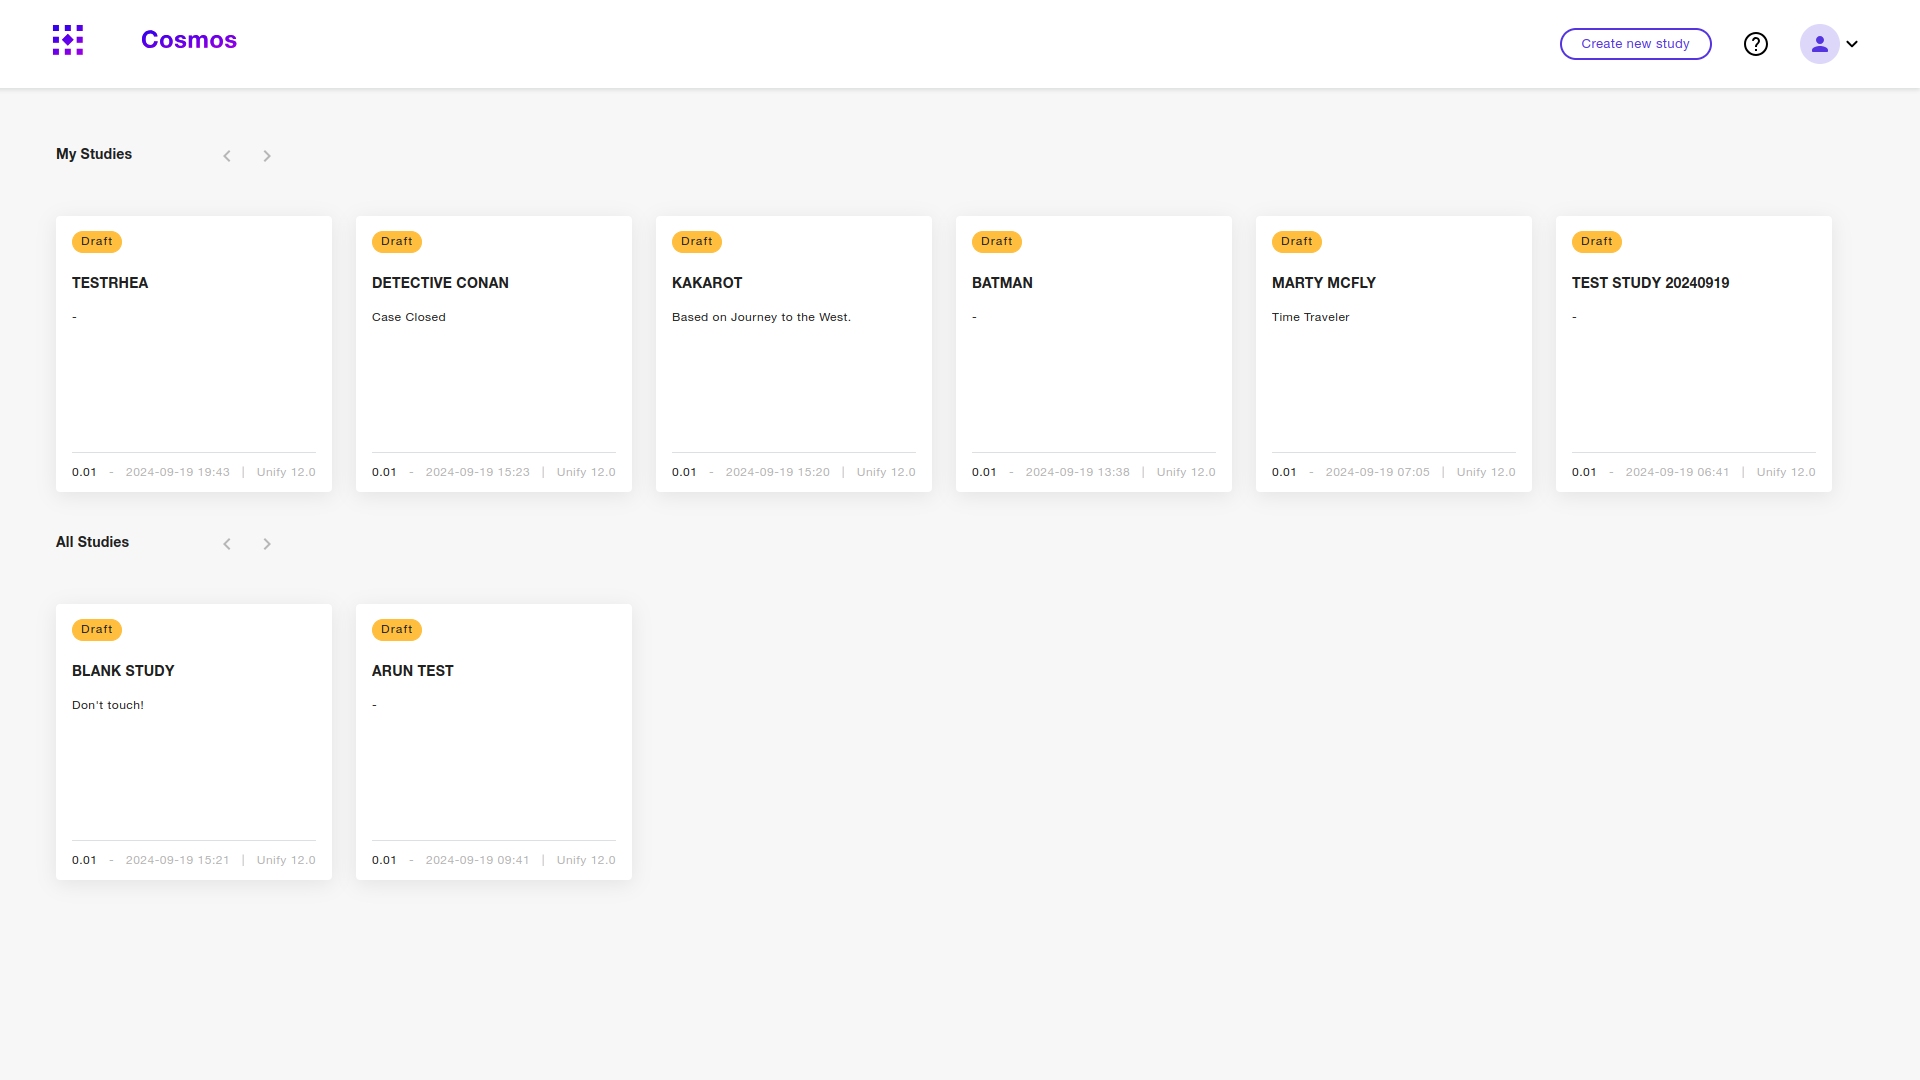 Cosmos
Create new study
My Studies
Draft
TESTRHEA
-
0.01 - 2024-09-19 19:43 | Unify 12.0
Draft
DETECTIVE CONAN
Case Closed
0.01 - 2024-09-19 15:23 | Unify 12.0
Draft
KAKAROT
Based on Journey to the West.
0.01 - 2024-09-19 15:20 | Unify 12.0
Draft
BATMAN
-
0.01 - 2024-09-19 13:38 | Unify 12.0
Draft
MARTY MCFLY
Time Traveler
0.01 - 2024-09-19 07:05 | Unify 12.0
Draft
TEST STUDY 20240919
-
0.01 - 2024-09-19 06:41 | Unify 12.0
All Studies
Draft
BLANK STUDY
Don't touch!
0.01 - 2024-09-19 15:21 | Unify 12.0
Draft
ARUN TEST
-
0.01 - 2024-09-19 09:41 | Unify 12.0